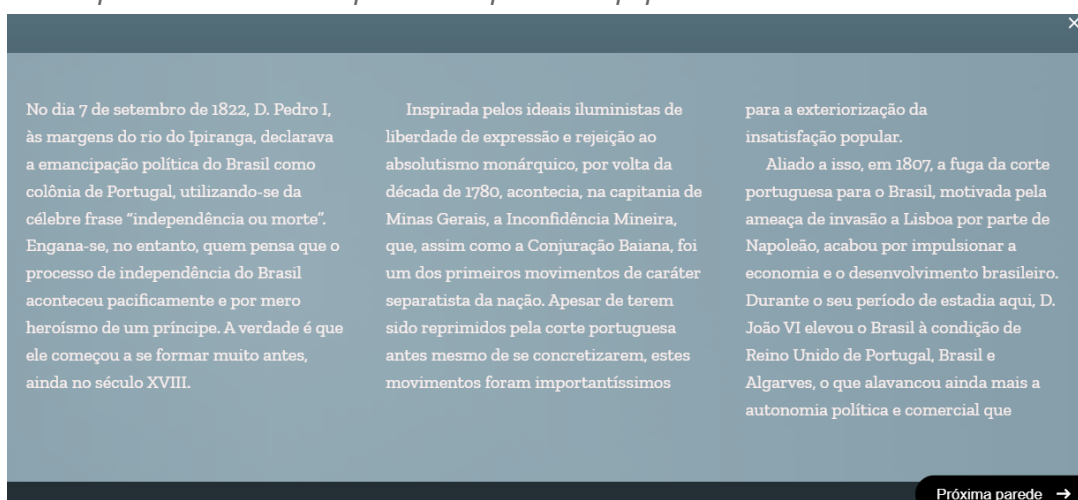 ×
No dia 7 de setembro de 1822, D. Pedro I,
às margens do rio do Ipiranga, declarava
a emancipação política do Brasil como
colônia de Portugal, utilizando-se da
célebre frase “independência ou morte”.
Engana-se, no entanto, quem pensa que o
processo de independência do Brasil
aconteceu pacificamente e por mero
heroísmo de um príncipe. A verdade é que
ele começou a se formar muito antes,
ainda no século XVIII.
Inspirada pelos ideais iluministas de
liberdade de expressão e rejeição ao
absolutismo monárquico, por volta da
década de 1780, acontecia, na capitania de
Minas Gerais, a Inconfidência Mineira,
que, assim como a Conjuração Baiana, foi
um dos primeiros movimentos de caráter
separatista da nação. Apesar de terem
sido reprimidos pela corte portuguesa
antes mesmo de se concretizarem, estes
movimentos foram importantíssimos
para a exteriorização da
insatisfação popular.
Aliado a isso, em 1807, a fuga da corte
portuguesa para o Brasil, motivada pela
ameaça de invasão a Lisboa por parte de
Napoleão, acabou por impulsionar a
economia e o desenvolvimento brasileiro.
Durante o seu período de estadia aqui, D.
João VI elevou o Brasil à condição de
Reino Unido de Portugal, Brasil e
Algarves, o que alavancou ainda mais a
autonomia política e comercial que
Próxima parede →